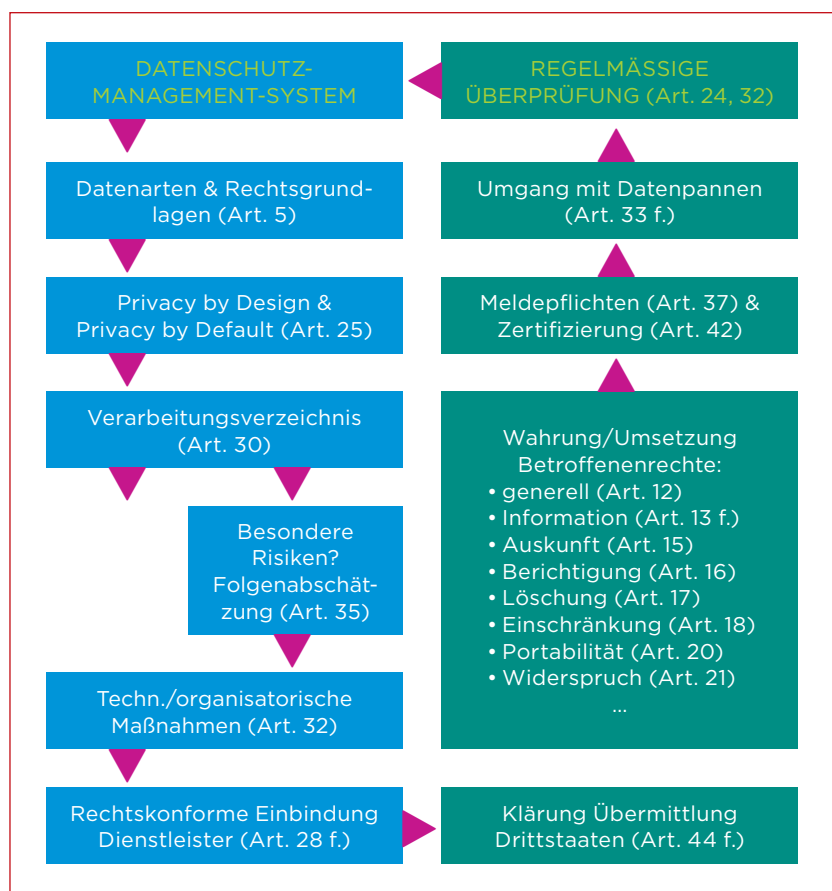 DATENSCHUTZ-
MANAGEMENT-SYSTEM
Datenarten & Rechtsgrund-
lagen (Art. 5)
Privacy by Design &
Privacy by Default (Art. 25)
Verarbeitungsverzeichnis
(Art. 30)
Besondere
Risiken?
Folgenabschät-
zung (Art. 35)
Techn./organisatorische
Maßnahmen (Art. 32)
Rechtskonforme Einbindung
Dienstleister (Art. 28 f.)
Klärung Übermittlung
Drittstaaten (Art. 44 f.)
Wahrung/Umsetzung
Betroffenenrechte:
• generell (Art. 12)
• Information (Art. 13 f.)
• Auskunft (Art. 15)
• Berichtigung (Art. 16)
• Löschung (Art. 17)
• Einschränkung (Art. 18)
• Portabilität (Art. 20)
• Widerspruch (Art. 21)
...
Meldepflichten (Art. 37) &
Zertifizierung (Art. 42)
Umgang mit Datenpannen
(Art. 33 f.)
REGELMÄSSIGE
ÜBERPRÜFUNG (Art. 24, 32)